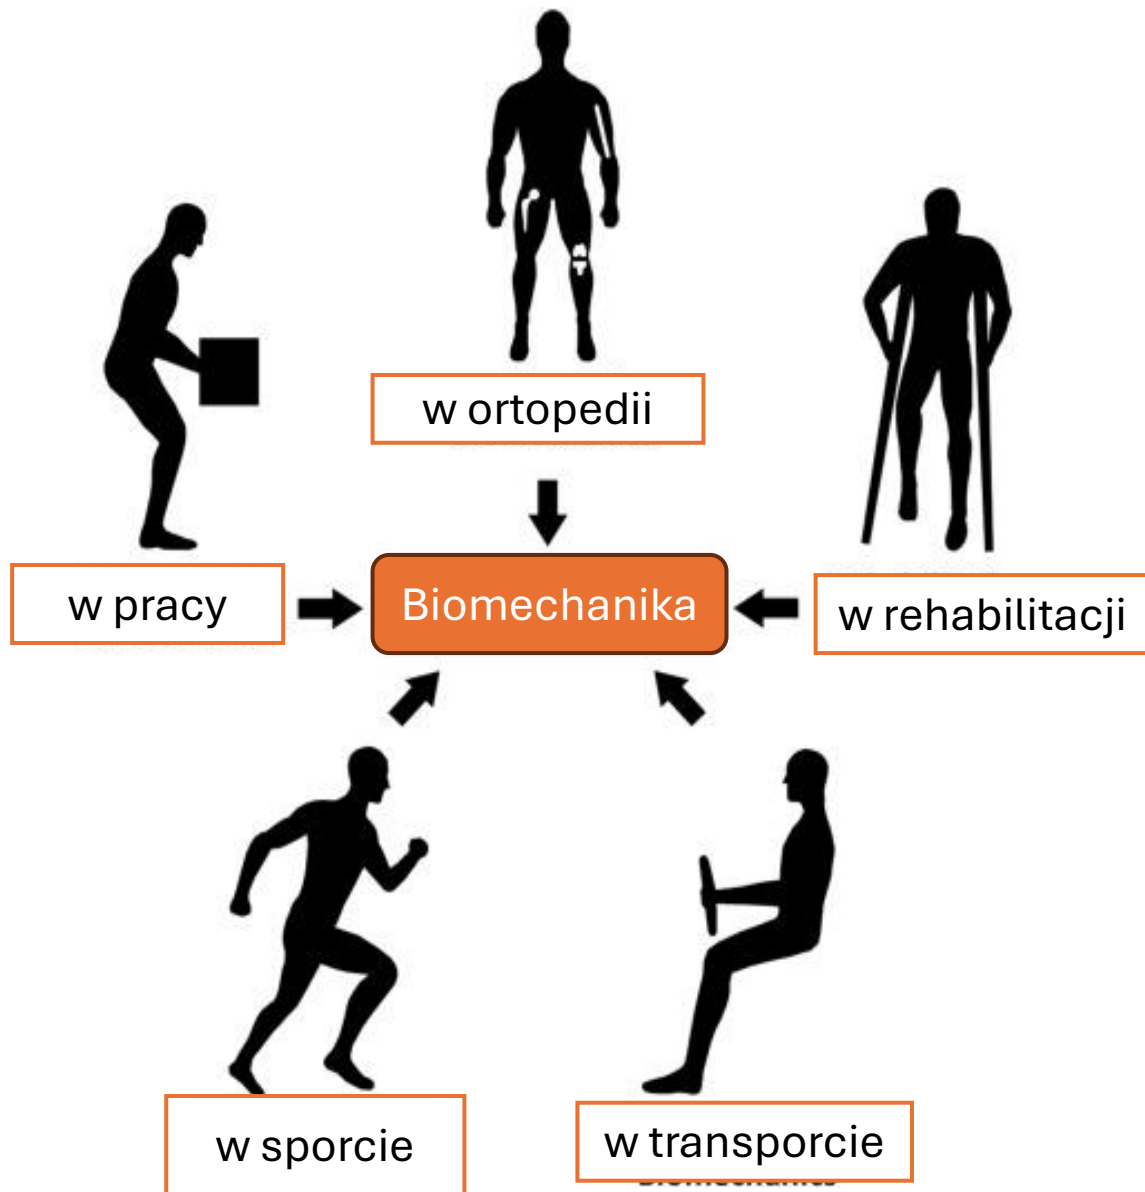 w ortopedii
w pracy
Biomechanika
w rehabilitacji
w sporcie
w transporcie